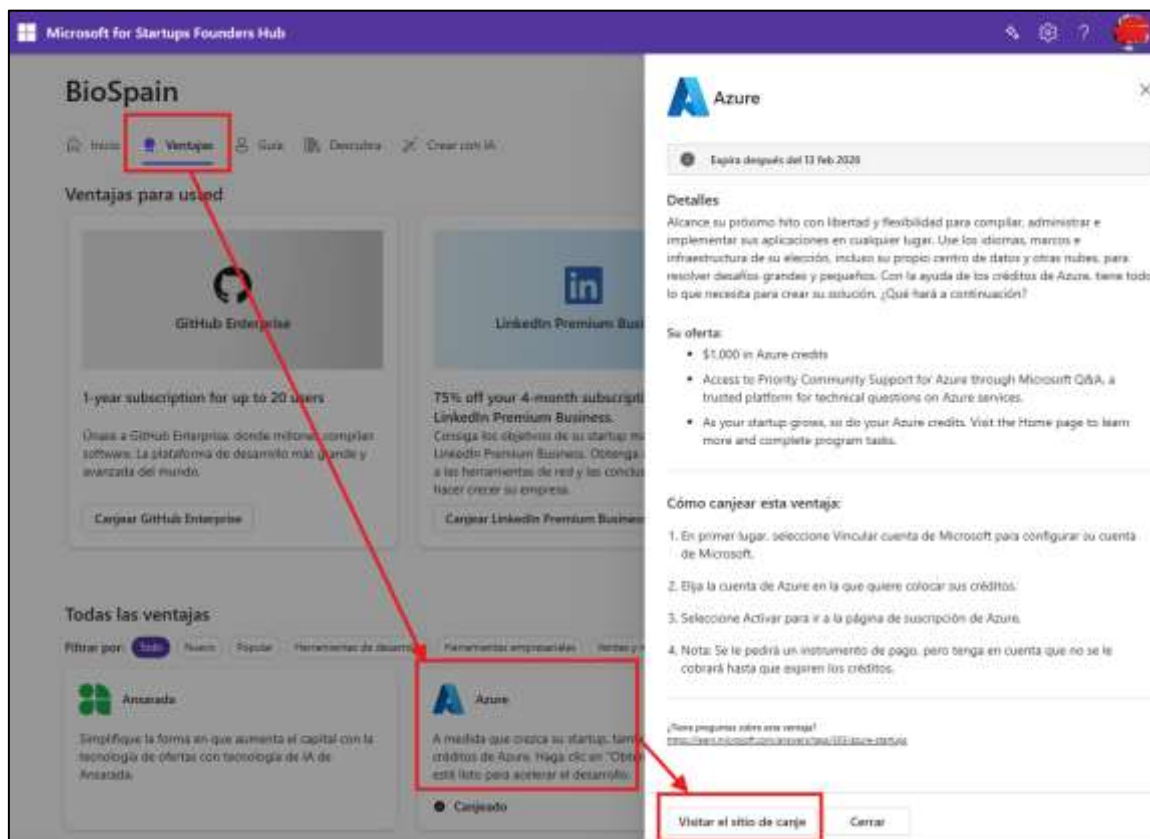 Microsoft for Startups Founders Hub
?
BioSpain
Inicio Ventajas Guía Descubra Crear con IA
Ventajas para usted
GitHub Enterprise
1-year subscription for up to 20 users
Únase a GitHub Enterprise, donde millones compilan
software. La plataforma de desarrollo más grande y
avanzada del mundo.
Canjear GitHub Enterprise
in
LinkedIn Premium Busi
75% off your 4-month subscripti
LinkedIn Premium Business.
Consiga los objetivos de su startup má
LinkedIn Premium Business. Obtenga
a las herramientas de red y las conclus
hacer crecer su empresa.
Canjear LinkedIn Premium Business
Todas las ventajas
Filtrar por: Todo Nuevo Popular Herramientas de desarr Herramientas empresariales Ventas y
Ansarada
Simplifique la forma en que aumenta el capital con la
tecnología de ofertas con tecnología de IA de
Ansarada.
Azure
A medida que crezca su startup, tamb
créditos de Azure. Haga clic en "Obte
está listo para acelerar el desarrollo.
Canjeado
Azure
Expira después del 13 feb 2026
Detalles
Alcance su próximo hito con libertad y flexibilidad para compilar, administrar e
implementar sus aplicaciones en cualquier lugar. Use los idiomas, marcos e
infraestructura de su elección, incluso su propio centro de datos y otras nubes, para
resolver desafíos grandes y pequeños. Con la ayuda de los créditos de Azure, tiene todo
lo que necesita para crear su solución. ¿Qué hará a continuación?
Su oferta:
• $1,000 in Azure credits
• Access to Priority Community Support for Azure through Microsoft Q&A, a
trusted platform for technical questions on Azure services.
• As your startup grows, so do your Azure credits. Visit the Home page to learn
more and complete program tasks.
Cómo canjear esta ventaja:
1. En primer lugar, seleccione Vincular cuenta de Microsoft para configurar su cuenta
de Microsoft.
2. Elija la cuenta de Azure en la que quiere colocar sus créditos.
3. Seleccione Activar para ir a la página de suscripción de Azure.
4. Nota: Se le pedirá un instrumento de pago, pero tenga en cuenta que no se le
cobrará hasta que expiren los créditos.
¿Tiene preguntas sobre esta ventaja?
Visitar el sitio de canje Cerrar